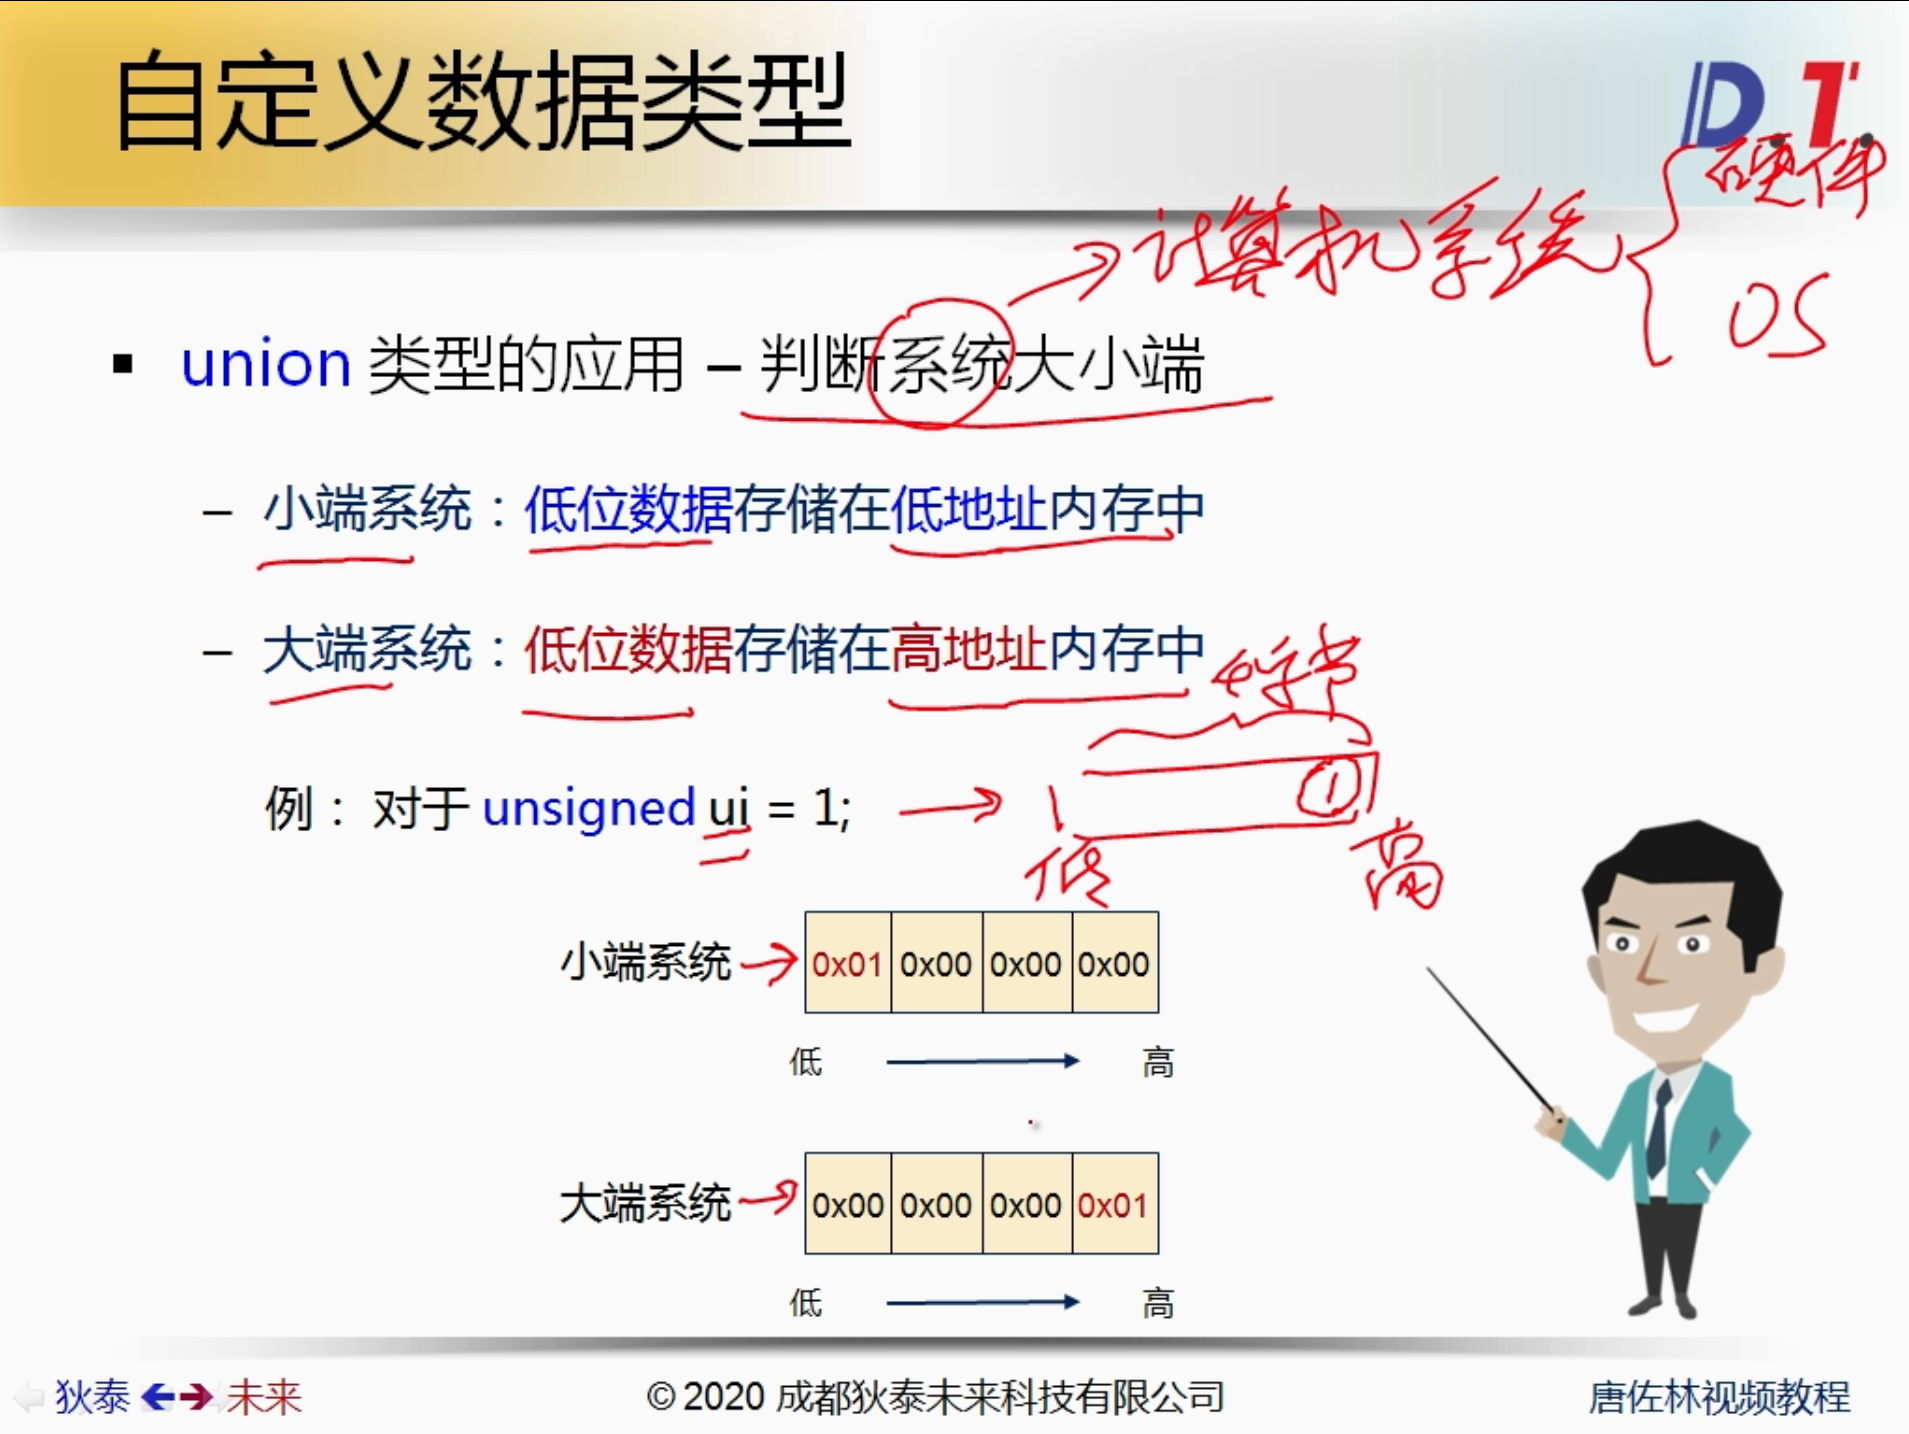 自定义数据类型
D.T.
硬件
→计算机系统
OS
▪ union 类型的应用 – 判断系统大小端
– 小端系统：低位数据存储在低地址内存中
– 大端系统：低位数据存储在高地址内存中
4字节
例： 对于 unsigned ui = 1;
1
低
高
小端系统 0x01 0x00 0x00 0x00
低 高
大端系统 0x00 0x00 0x00 0x01
低 高
狄泰 未来
© 2020 成都狄泰未来科技有限公司
唐佐林视频教程